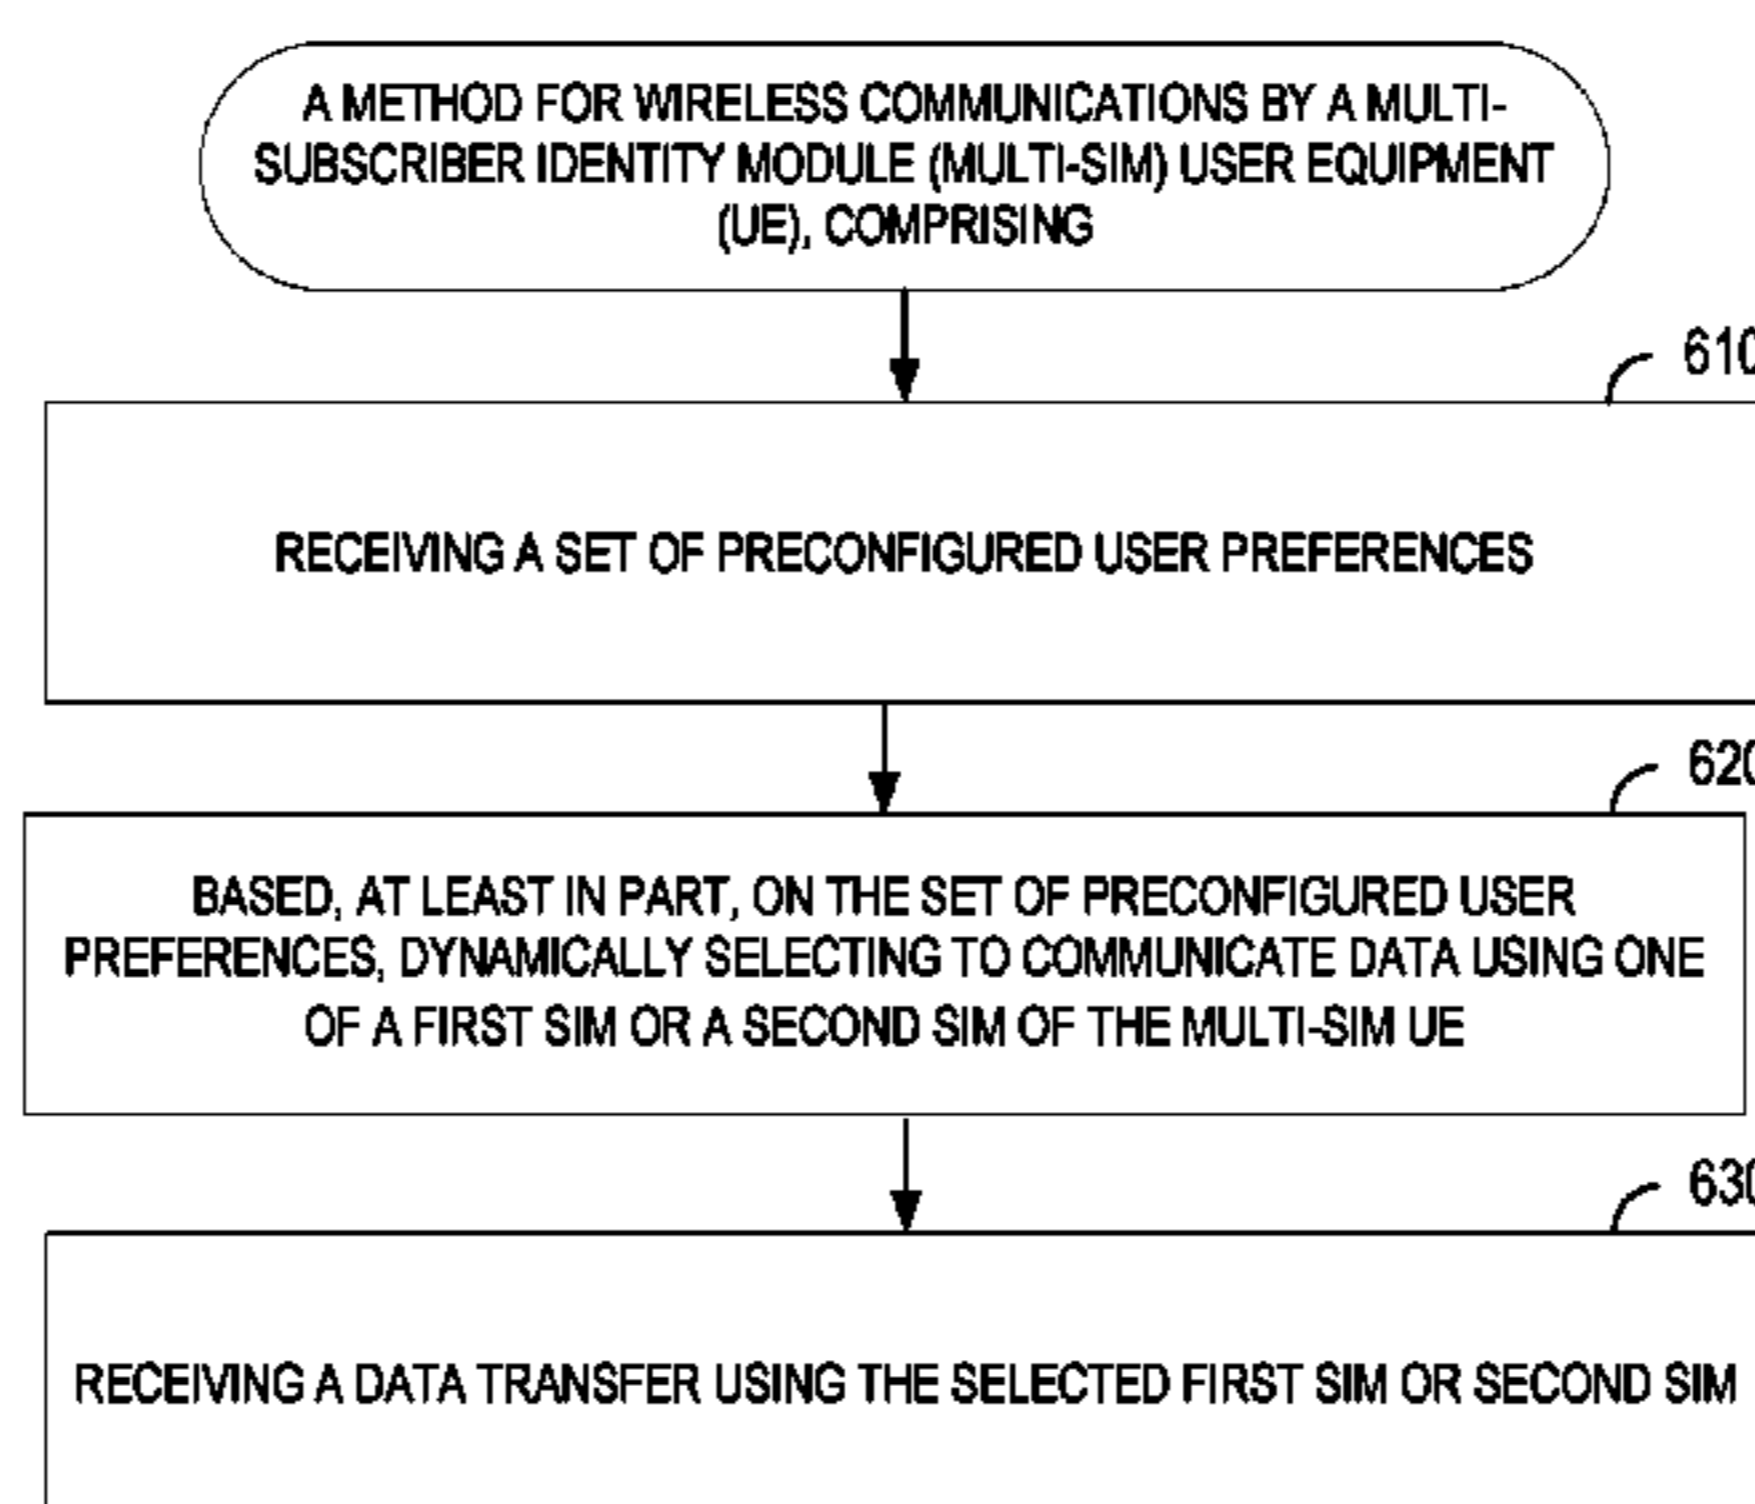 A METHOD FOR WIRELESS COMMUNICATIONS BY A MULTI-
SUBSCRIBER IDENTITY MODULE (MULTI-SIM) USER EQUIPMENT
(UE), COMPRISING
610
RECEIVING A SET OF PRECONFIGURED USER PREFERENCES
620
BASED, AT LEAST IN PART, ON THE SET OF PRECONFIGURED USER
PREFERENCES, DYNAMICALLY SELECTING TO COMMUNICATE DATA USING ONE
OF A FIRST SIM OR A SECOND SIM OF THE MULTI-SIM UE
630
RECEIVING A DATA TRANSFER USING THE SELECTED FIRST SIM OR SECOND SIM